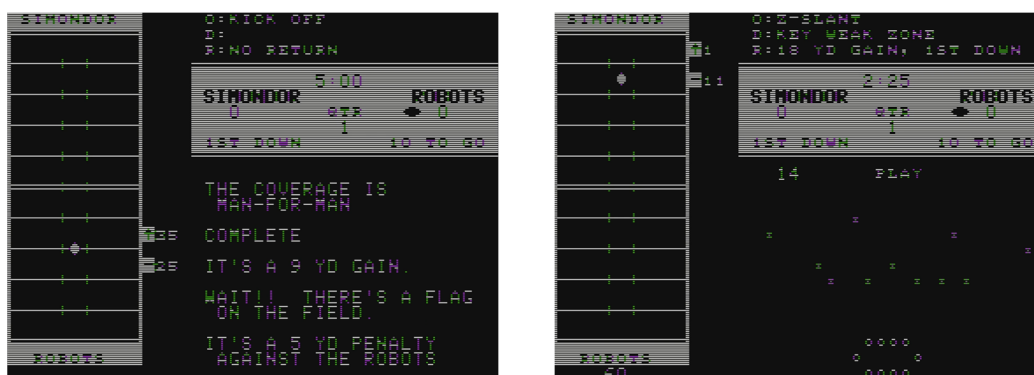 SIMONDOR
O:KICK OFF
D:
R:NO RETURN
5:00
SIMONDOR ROBOTS
0 QTR 0
1
1ST DOWN 10 TO GO
THE COVERAGE IS
MAN-FOR-MAN
↑35
COMPLETE
-25
IT'S A 9 YD GAIN.
WAIT!! THERE'S A FLAG
ON THE FIELD.
IT'S A 5 YD PENALTY
AGAINST THE ROBOTS
ROBOTS
SIMONDOR
O:Z-SLANT
D:KEY WEAK ZONE
R:18 YD GAIN, 1ST DOWN
↑1
-11
2:25
SIMONDOR ROBOTS
0 QTR 0
1
1ST DOWN 10 TO GO
14 PLAY
X
X X
X
X X
X X X X X
OOOO
O O
OOOO
ROBOTS